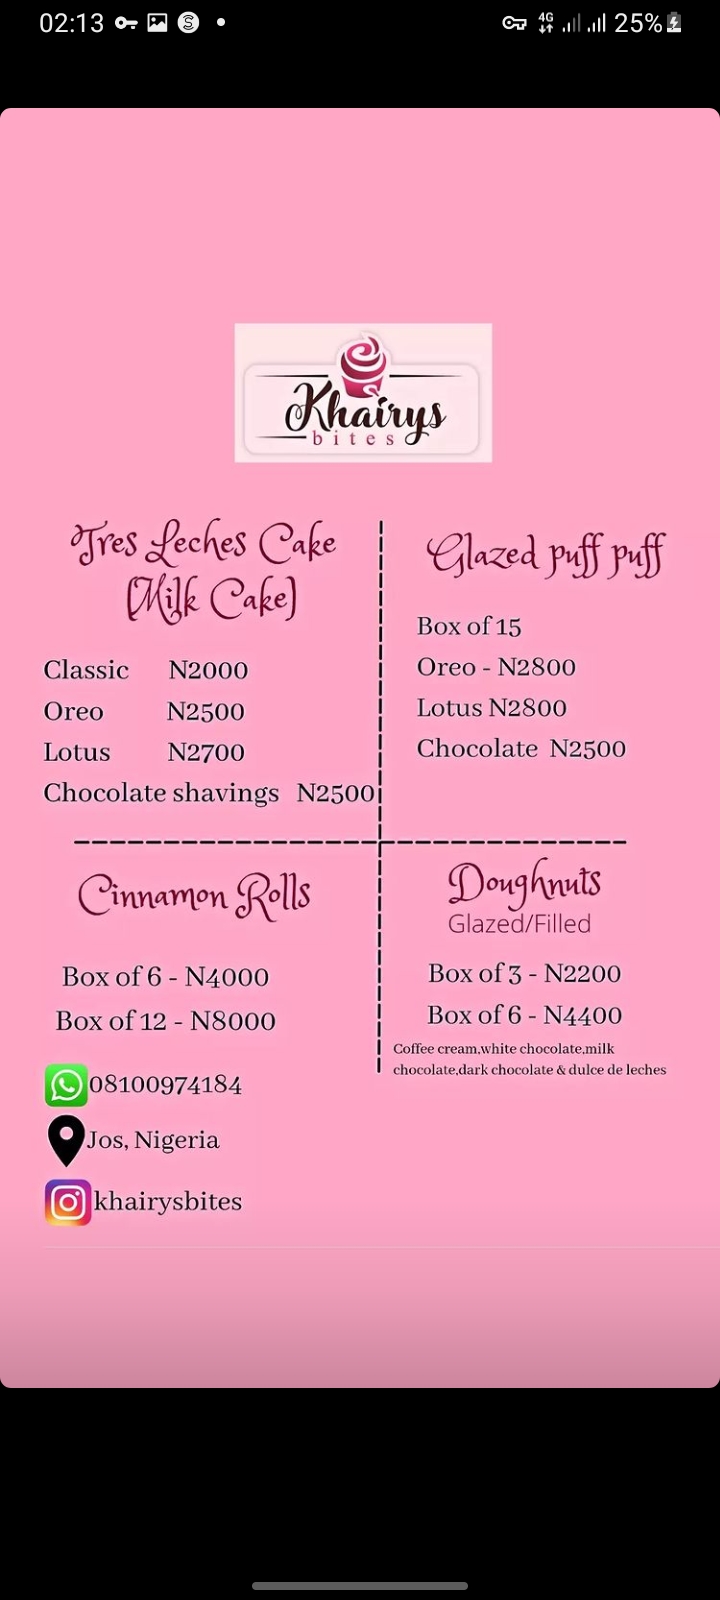 02:13
4G
25%
Khairys
bites
Tres Leches Cake
(Milk Cake)
Classic N2000
Oreo N2500
Lotus N2700
Chocolate shavings N2500
Glazed puff puff
Box of 15
Oreo - N2800
Lotus N2800
Chocolate N2500
Cinnamon Rolls
Box of 6 - N4000
Box of 12 - N8000
Doughnuts
Glazed/Filled
Box of 3 - N2200
Box of 6 - N4400
Coffee cream,white chocolate,milk
chocolate,dark chocolate & dulce de leches
08100974184
Jos, Nigeria
khairysbites